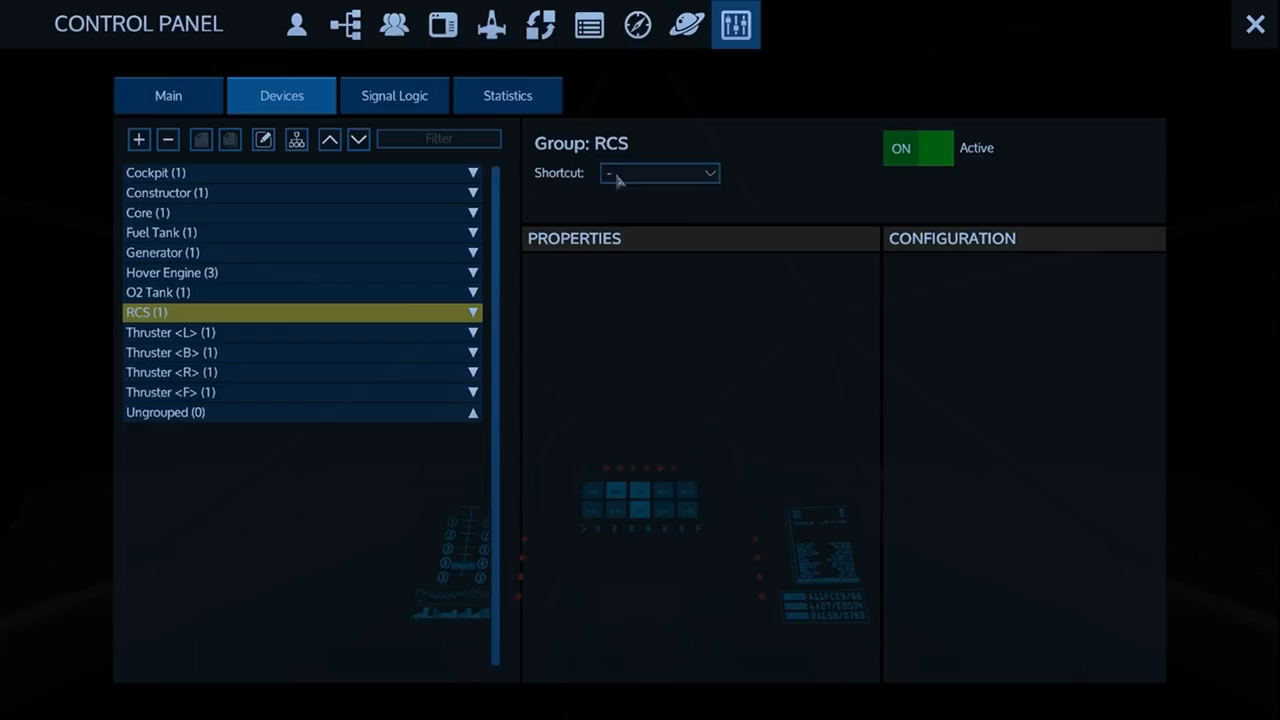 CONTROL PANEL
Main Devices Signal Logic Statistics
Filter
Cockpit (1)
Constructor (1)
Core (1)
Fuel Tank (1)
Generator (1)
Hover Engine (3)
O2 Tank (1)
RCS (1)
Thruster <L> (1)
Thruster <B> (1)
Thruster <R> (1)
Thruster <F> (1)
Ungrouped (0)
Group: RCS
Shortcut: -
ON Active
PROPERTIES
CONFIGURATION